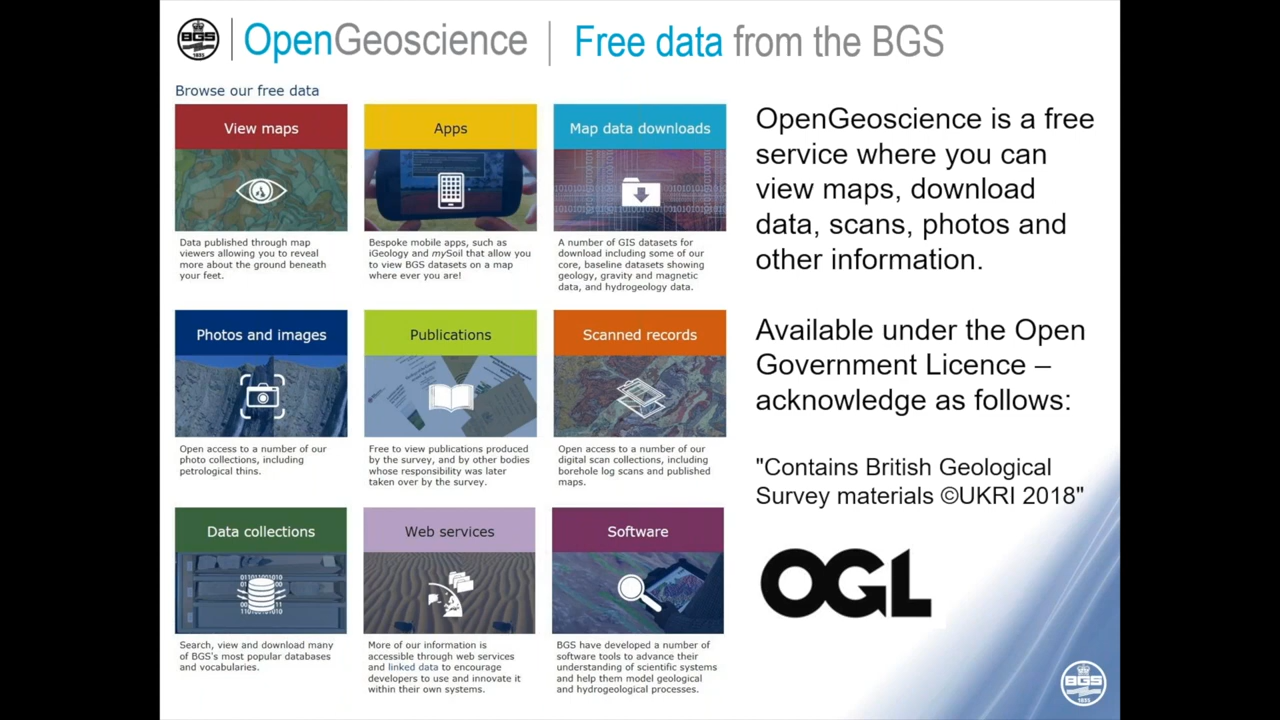 BGS
1835
OpenGeoscience | Free data from the BGS
Browse our free data
View maps
Data published through map
viewers allowing you to reveal
more about the ground beneath
your feet.
Apps
Bespoke mobile apps, such as
iGeology and mySoil that allow you
to view BGS datasets on a map
where ever you are!
Map data downloads
A number of GIS datasets for
download including some of our
core, baseline datasets showing
geology, gravity and magnetic
data, and hydrogeology data.
Photos and images
Open access to a number of our
photo collections, including
petrological thins.
Publications
Free to view publications produced
by the survey, and by other bodies
whose responsibility was later
taken over by the survey.
Scanned records
Open access to a number of our
digital scan collections, including
borehole log scans and published
maps.
Data collections
Search, view and download many
of BGS's most popular databases
and vocabularies.
Web services
More of our information is
accessible through web services
and linked data to encourage
developers to use and innovate it
within their own systems.
Software
BGS have developed a number of
software tools to advance their
understanding of scientific systems
and help them model geological
and hydrogeological processes.
OpenGeoscience is a free
service where you can
view maps, download
data, scans, photos and
other information.
Available under the Open
Government Licence –
acknowledge as follows:
"Contains British Geological
Survey materials ©UKRI 2018"
OGL
BGS
1835